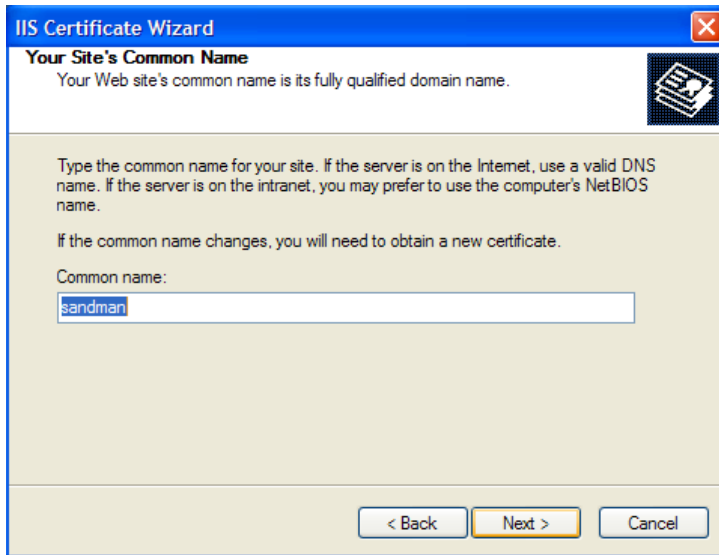 IIS Certificate Wizard
Your Site's Common Name
Your Web site's common name is its fully qualified domain name.
Type the common name for your site. If the server is on the Internet, use a valid DNS
name. If the server is on the intranet, you may prefer to use the computer's NetBIOS
name.
If the common name changes, you will need to obtain a new certificate.
Common name:
sandman
< Back Next > Cancel